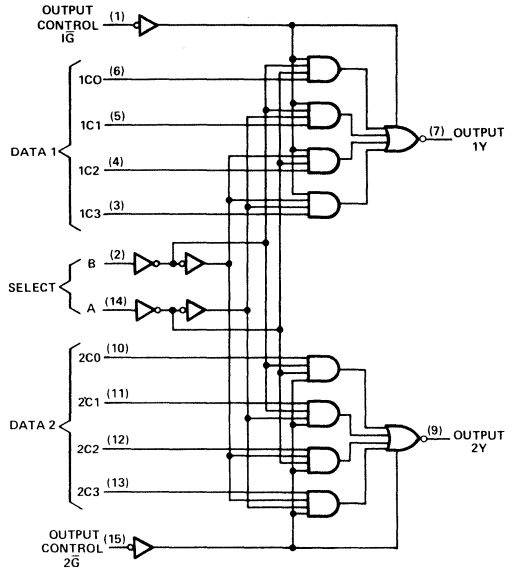 OUTPUT
CONTROL
1G̅
(1)
DATA 1
1C0 (6)
1C1 (5)
1C2 (4)
1C3 (3)
(7) OUTPUT
1Y
SELECT
B (2)
A (14)
DATA 2
2C0 (10)
2C1 (11)
2C2 (12)
2C3 (13)
(9) OUTPUT
2Y
OUTPUT
CONTROL
2G̅
(15)